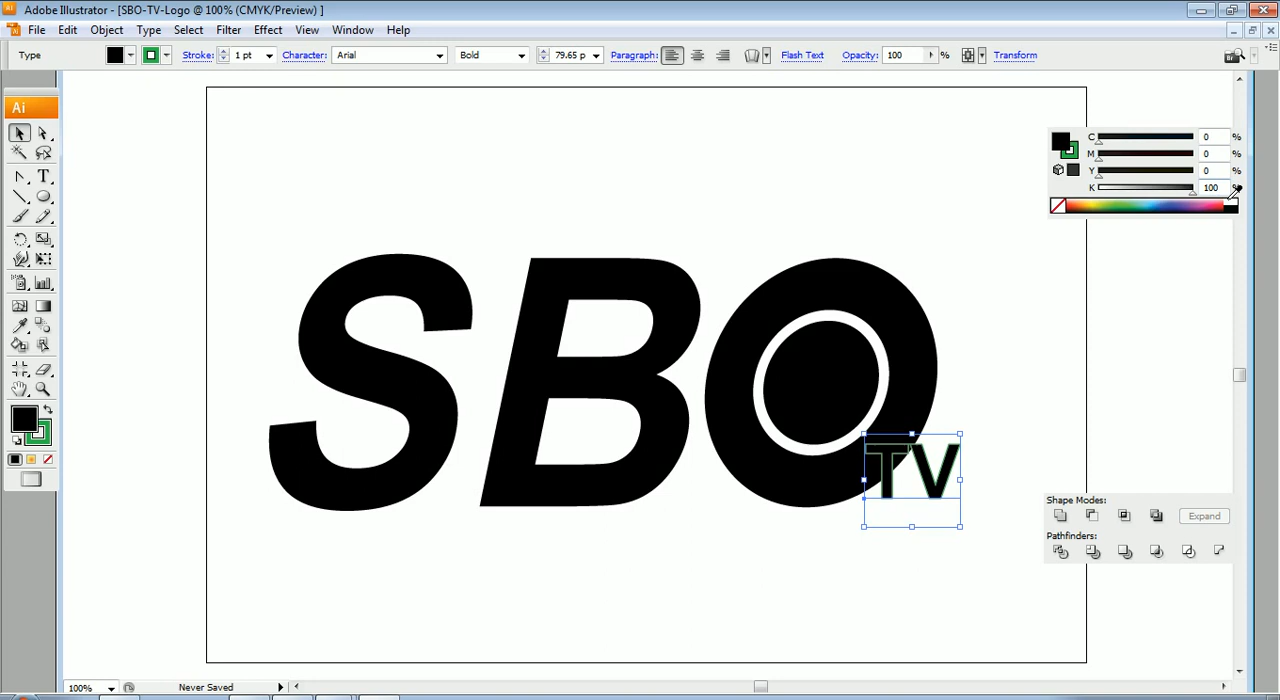 Adobe Illustrator - [SBO-TV-Logo @ 100% (CMYK/Preview) ]
File Edit Object Type Select Filter Effect View Window Help
Type Stroke: 1 pt Character: Arial Bold 79.65 p Paragraph: Flash Text Opacity: 100 % Transform
Ai
C 0 %
M 0 %
Y 0 %
K 100 %
SBO
TV
Shape Modes:
Expand
Pathfinders:
100% Never Saved